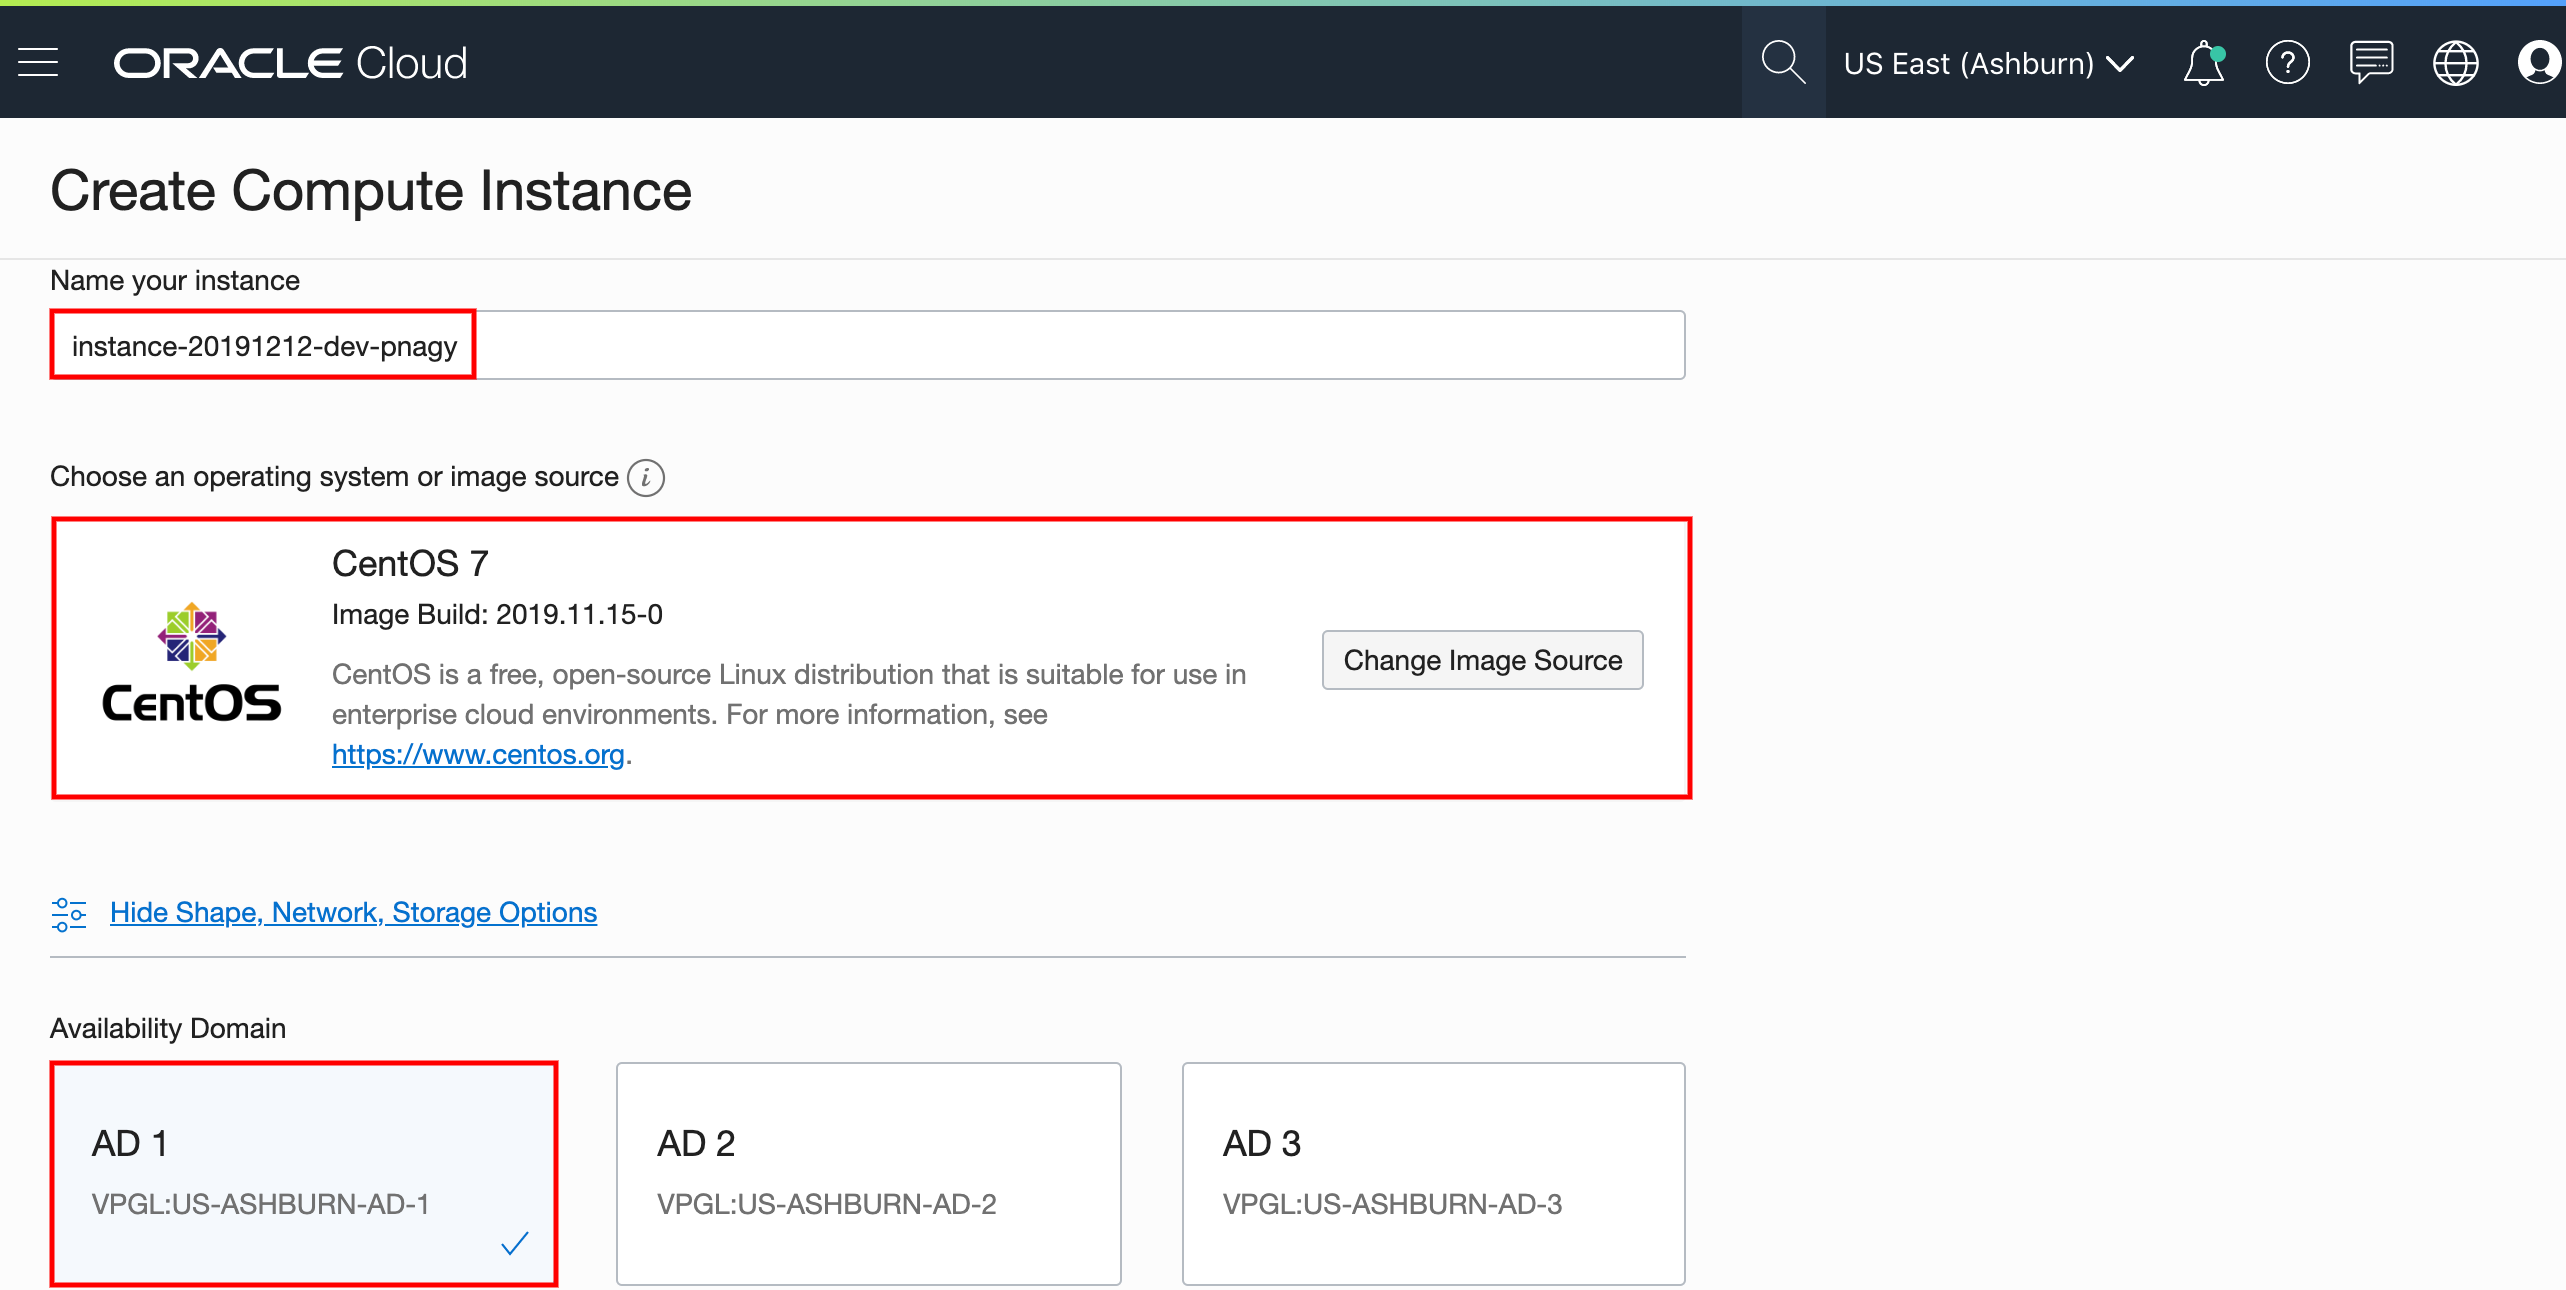 ORACLE Cloud
US East (Ashburn)
Create Compute Instance
Name your instance
instance-20191212-dev-pnagy
Choose an operating system or image source
CentOS
CentOS 7
Image Build: 2019.11.15-0
CentOS is a free, open-source Linux distribution that is suitable for use in
enterprise cloud environments. For more information, see
https://www.centos.org.
Change Image Source
Hide Shape, Network, Storage Options
Availability Domain
AD 1
VPGL:US-ASHBURN-AD-1
AD 2
VPGL:US-ASHBURN-AD-2
AD 3
VPGL:US-ASHBURN-AD-3